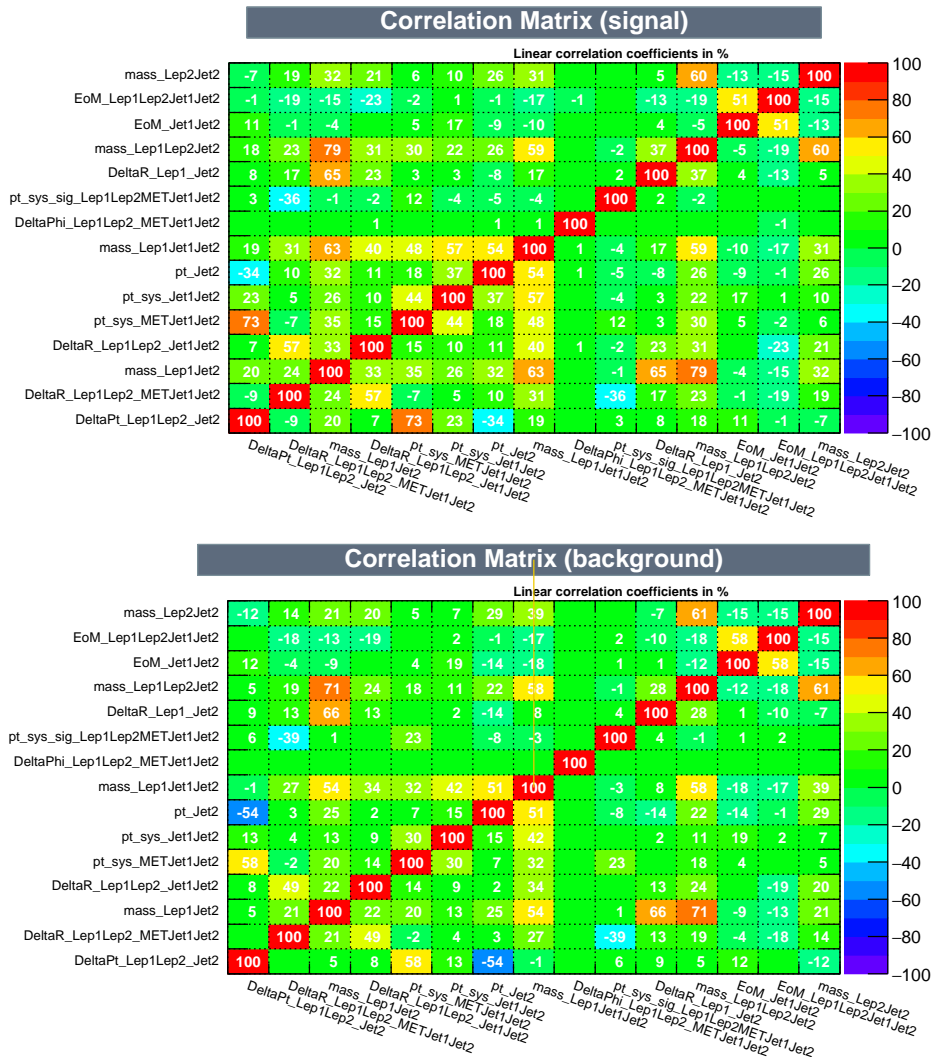 Correlation Matrix (signal)
Linear correlation coefficients in %
mass_Lep2Jet2 -7 19 32 21 6 10 26 31 5 60 -13 -15 100
EoM_Lep1Lep2Jet1Jet2 -1 -19 -15 -23 -2 1 -1 -17 -1 -13 -19 51 100 -15
EoM_Jet1Jet2 11 -1 -4 5 17 -9 -10 4 -5 100 51 -13
mass_Lep1Lep2Jet2 18 23 79 31 30 22 26 59 -2 37 100 -5 -19 60
DeltaR_Lep1_Jet2 8 17 65 23 3 3 -8 17 2 100 37 4 -13 5
pt_sys_sig_Lep1Lep2METJet1Jet2 3 -36 -1 -2 12 -4 -5 -4 100 2 -2
DeltaPhi_Lep1Lep2_METJet1Jet2 1 1 1 100 -1
mass_Lep1Jet1Jet2 19 31 63 40 48 57 54 100 1 -4 17 59 -10 -17 31
pt_Jet2 -34 10 32 11 18 37 100 54 1 -5 -8 26 -9 -1 26
pt_sys_Jet1Jet2 23 5 26 10 44 100 37 57 -4 3 22 17 1 10
pt_sys_METJet1Jet2 73 -7 35 15 100 44 18 48 12 3 30 5 -2 6
DeltaR_Lep1Lep2_Jet1Jet2 7 57 33 100 15 10 11 40 1 -2 23 31 -23 21
mass_Lep1Jet2 20 24 100 33 35 26 32 63 -1 65 79 -4 -15 32
DeltaR_Lep1Lep2_METJet1Jet2 -9 100 24 57 -7 5 10 31 -36 17 23 -1 -19 19
DeltaPt_Lep1Lep2_Jet2 100 -9 20 7 73 23 -34 19 3 8 18 11 -1 -7
100
80
60
40
20
0
−20
−40
−60
−80
−100
DeltaPt_Lep1Lep2_Jet2
DeltaR_Lep1Lep2_METJet1Jet2
mass_Lep1Jet2
DeltaR_Lep1Lep2_Jet1Jet2
pt_sys_METJet1Jet2
pt_sys_Jet1Jet2
pt_Jet2
mass_Lep1Jet1Jet2
DeltaPhi_Lep1Lep2_METJet1Jet2
pt_sys_sig_Lep1Lep2METJet1Jet2
DeltaR_Lep1_Jet2
mass_Lep1Lep2Jet2
EoM_Jet1Jet2
EoM_Lep1Lep2Jet1Jet2
mass_Lep2Jet2
Correlation Matrix (background)
Linear correlation coefficients in %
mass_Lep2Jet2 -12 14 21 20 5 7 29 39 -7 61 -15 -15 100
EoM_Lep1Lep2Jet1Jet2 -18 -13 -19 2 -1 -17 2 -10 -18 58 100 -15
EoM_Jet1Jet2 12 -4 -9 4 19 -14 -18 1 1 -12 100 58 -15
mass_Lep1Lep2Jet2 5 19 71 24 18 11 22 58 -1 28 100 -12 -18 61
DeltaR_Lep1_Jet2 9 13 66 13 2 -14 8 4 100 28 1 -10 -7
pt_sys_sig_Lep1Lep2METJet1Jet2 6 -39 1 23 -8 -3 100 4 -1 1 2
DeltaPhi_Lep1Lep2_METJet1Jet2 100
mass_Lep1Jet1Jet2 -1 27 54 34 32 42 51 100 -3 8 58 -18 -17 39
pt_Jet2 -54 3 25 2 7 15 100 51 -8 -14 22 -14 -1 29
pt_sys_Jet1Jet2 13 4 13 9 30 100 15 42 2 11 19 2 7
pt_sys_METJet1Jet2 58 -2 20 14 100 30 7 32 23 18 4 5
DeltaR_Lep1Lep2_Jet1Jet2 8 49 22 100 14 9 2 34 13 24 -19 20
mass_Lep1Jet2 5 21 100 22 20 13 25 54 1 66 71 -9 -13 21
DeltaR_Lep1Lep2_METJet1Jet2 100 21 49 -2 4 3 27 -39 13 19 -4 -18 14
DeltaPt_Lep1Lep2_Jet2 100 5 8 58 13 -54 -1 6 9 5 12 -12
100
80
60
40
20
0
−20
−40
−60
−80
−100
DeltaPt_Lep1Lep2_Jet2
DeltaR_Lep1Lep2_METJet1Jet2
mass_Lep1Jet2
DeltaR_Lep1Lep2_Jet1Jet2
pt_sys_METJet1Jet2
pt_sys_Jet1Jet2
pt_Jet2
mass_Lep1Jet1Jet2
DeltaPhi_Lep1Lep2_METJet1Jet2
pt_sys_sig_Lep1Lep2METJet1Jet2
DeltaR_Lep1_Jet2
mass_Lep1Lep2Jet2
EoM_Jet1Jet2
EoM_Lep1Lep2Jet1Jet2
mass_Lep2Jet2